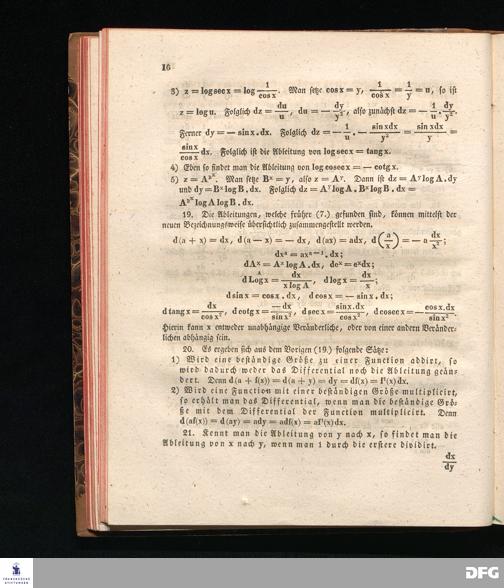 16
3) z = log sec x = log 1/cos x. Man setze cos x = y, 1/cos x = 1/y = u, so ist
z = log u. Folglich dz = du/u, du = — dy/y², also zunächst dz = — 1/u · dy/y².
Ferner dy = — sin x . dx. Folglich dz = — 1/u · — sin x dx/y² = sin x dx/y =
sin x/cos x dx. Folglich ist die Ableitung von log sec x = tang x.
4) Eben so findet man die Ableitung von log cosec x = — cotg x.
5) z = A^B^x. Man setze B^x = y, also z = A^y. Dann ist dz = A^y log A . dy
und dy = B^x log B . dx. Folglich dz = A^y log A . B^x log B . dx =
A^B^x log A log B . dx.
19. Die Ableitungen, welche früher (7.) gefunden sind, können mittelst der
neuen Bezeichnungsweise übersichtlich zusammengestellt werden.
d(a + x) = dx, d(a — x) = — dx, d(ax) = adx, d(a/x) = — a dx/x²;
dx^a = ax^a—1 . dx;
dA^x = A^x log A . dx, de^x = e^x dx;
d Log^A x = dx/x log A, d log x = dx/x;
d sin x = cos x . dx, d cos x = — sin x . dx;
d tang x = dx/cos x², d cotg x = — dx/sin x², d sec x = sin x . dx/cos x², d cosec x = — cos x . dx/sin x².
Hierin kann x entweder unabhängige Veränderliche, oder von einer andern Veränder-
lichen abhängig sein.
20. Es ergeben sich aus dem Vorigen (19.) folgende Sätze:
1) Wird eine beständige Größe zu einer Function addirt, so
wird dadurch weder das Differential noch die Ableitung geän-
dert. Denn d(a + f(x)) = d(a + y) = dy = df(x) = f'(x) dx.
2) Wird eine Function mit einer beständigen Größe multiplicirt,
so erhält man das Differential, wenn man die beständige Grö-
ße mit dem Differential der Function multiplicirt. Denn
d(af(x)) = d(ay) = ady = adf(x) = af'(x) dx.
21. Kennt man die Ableitung von y nach x, so findet man die
Ableitung von x nach y, wenn man 1 durch die erstere dividirt.
dx/dy
FRANCKESCHE
STIFTUNGEN
DFG